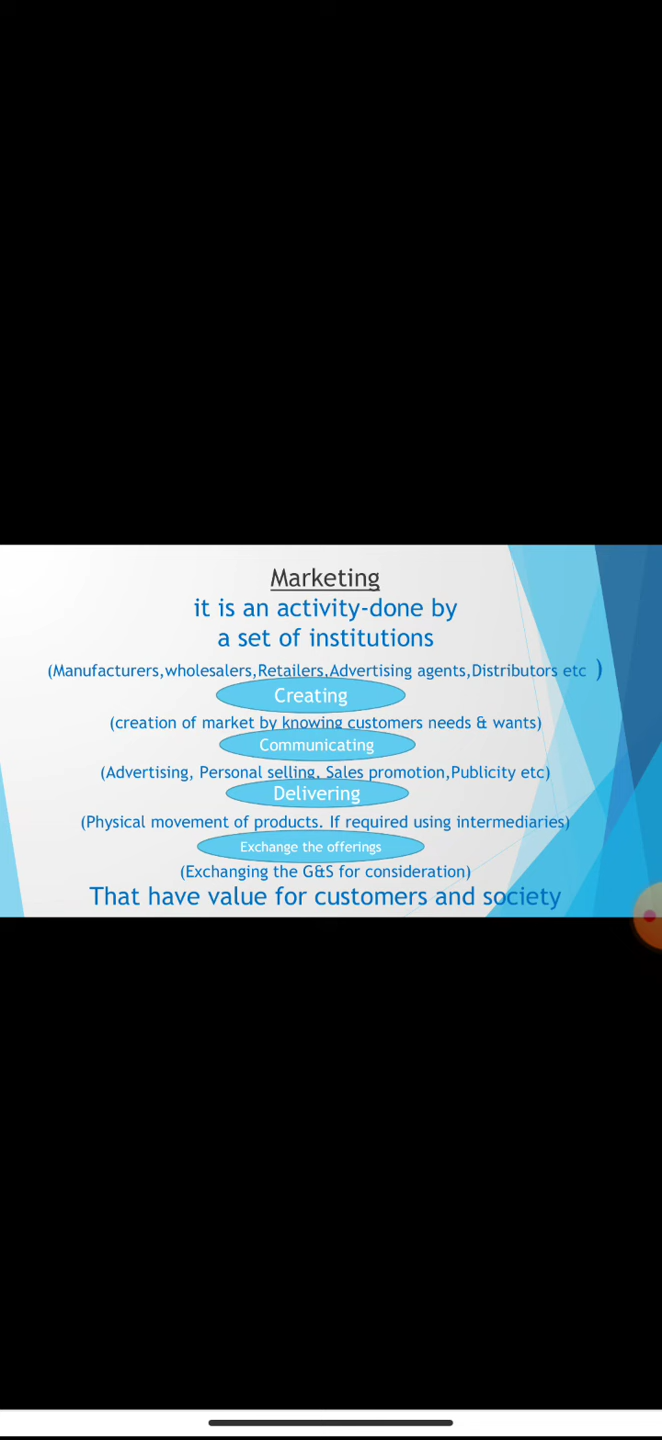 Marketing
it is an activity-done by
a set of institutions
(Manufacturers,wholesalers,Retailers,Advertising agents,Distributors etc )
Creating
(creation of market by knowing customers needs & wants)
Communicating
(Advertising, Personal selling, Sales promotion,Publicity etc)
Delivering
(Physical movement of products. If required using intermediaries)
Exchange the offerings
(Exchanging the G&S for consideration)
That have value for customers and society